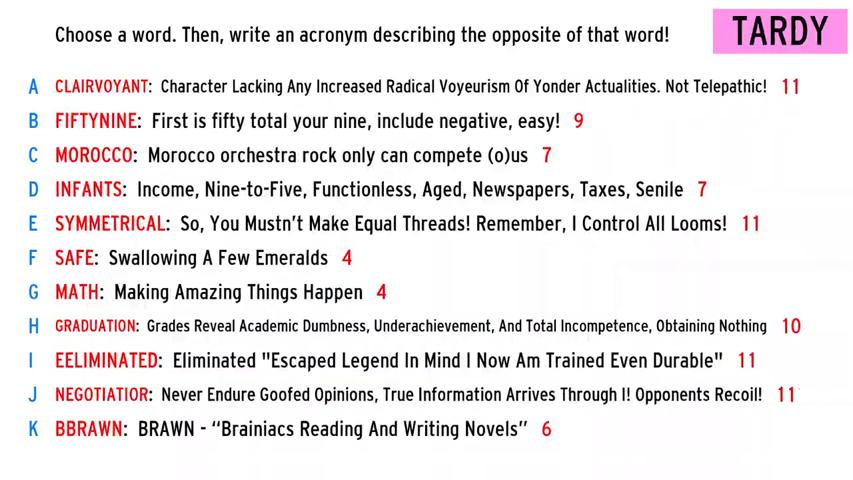 Choose a word. Then, write an acronym describing the opposite of that word!
TARDY
A CLAIRVOYANT: Character Lacking Any Increased Radical Voyeurism Of Yonder Actualities. Not Telepathic! 11
B FIFTYNINE: First is fifty total your nine, include negative, easy! 9
C MOROCCO: Morocco orchestra rock only can compete (o)us 7
D INFANTS: Income, Nine-to-Five, Functionless, Aged, Newspapers, Taxes, Senile 7
E SYMMETRICAL: So, You Mustn't Make Equal Threads! Remember, I Control All Looms! 11
F SAFE: Swallowing A Few Emeralds 4
G MATH: Making Amazing Things Happen 4
H GRADUATION: Grades Reveal Academic Dumbness, Underachievement, And Total Incompetence, Obtaining Nothing 10
I EELIMINATED: Eliminated "Escaped Legend In Mind I Now Am Trained Even Durable" 11
J NEGOTIATIOR: Never Endure Goofed Opinions, True Information Arrives Through I! Opponents Recoil! 11
K BBRAWN: BRAWN - “Brainiacs Reading And Writing Novels” 6